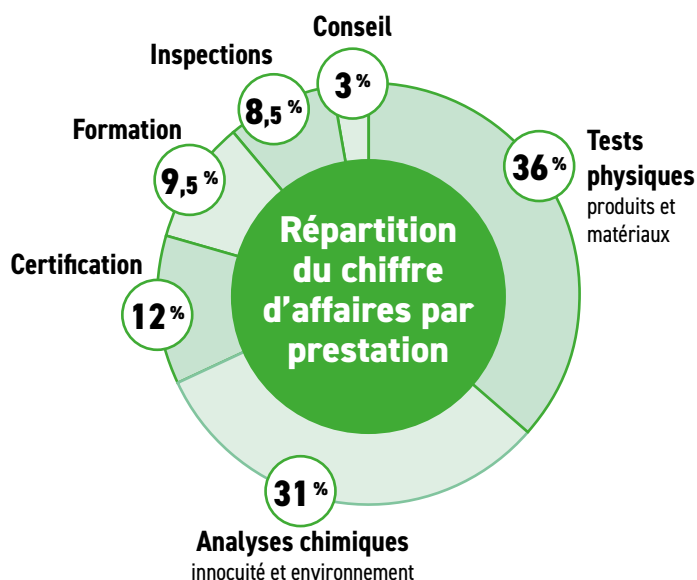 Conseil
3 %
Inspections
8,5 %
Formation
9,5 %
Certification
12 %
Tests
physiques
produits et
matériaux
36 %
Répartition
du chiffre
d’affaires par
prestation
31 %
Analyses chimiques
innocuité et environnement